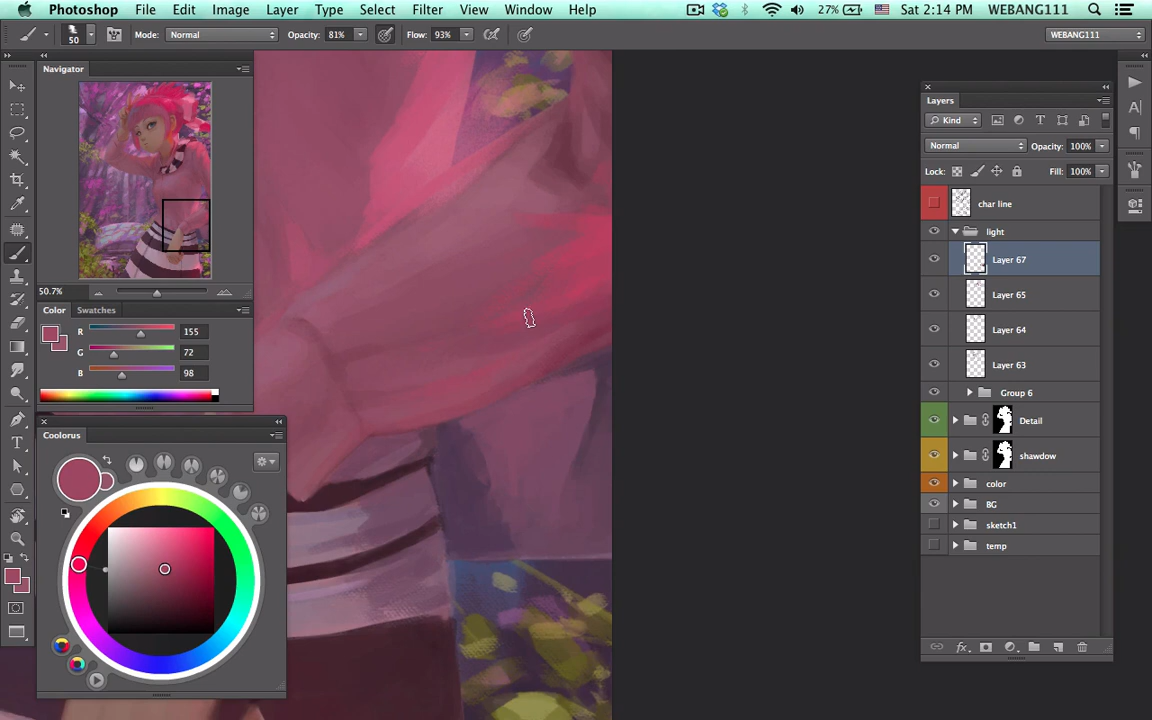 Photoshop File Edit Image Layer Type Select Filter View Window Help 27% Sat 2:14 PM WEBANG111
50 Mode: Normal Opacity: 81% Flow: 93% WEBANG111
Navigator
50.7%
Color Swatches
R 155
G 72
B 98
Colorus
Layers
Kind
Normal Opacity: 100%
Lock: Fill: 100%
char line
light
Layer 67
Layer 65
Layer 64
Layer 63
Group 6
Detail
shawdow
color
BG
sketch1
temp